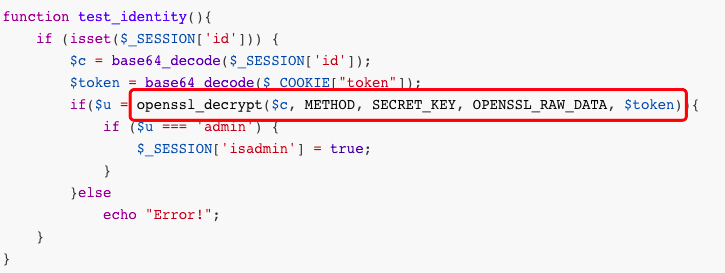 function test_identity(){
    if (isset($_SESSION['id'])) {
        $c = base64_decode($_SESSION['id']);
        $token = base64_decode($_COOKIE["token"]);
        if($u = openssl_decrypt($c, METHOD, SECRET_KEY, OPENSSL_RAW_DATA, $token)){
            if ($u === 'admin') {
                $_SESSION['isadmin'] = true;
            }
        }else
            echo "Error!";
    }
}